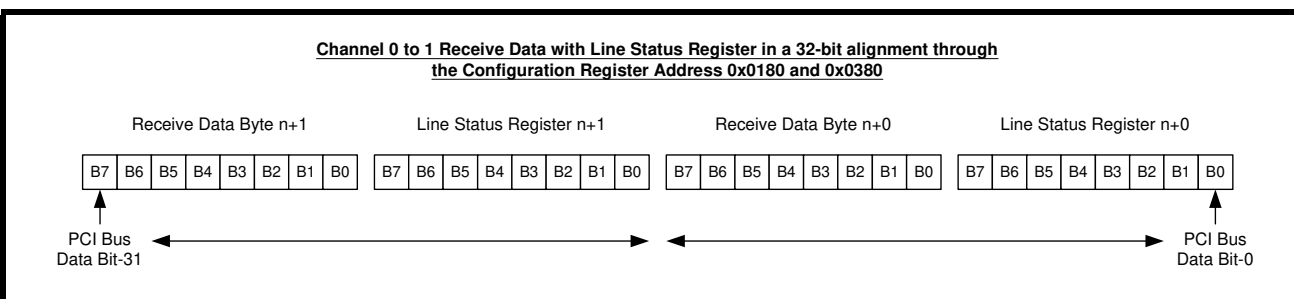 Channel 0 to 1 Receive Data with Line Status Register in a 32-bit alignment through
the Configuration Register Address 0x0180 and 0x0380
Receive Data Byte n+1 Line Status Register n+1 Receive Data Byte n+0 Line Status Register n+0
B7 B6 B5 B4 B3 B2 B1 B0 B7 B6 B5 B4 B3 B2 B1 B0 B7 B6 B5 B4 B3 B2 B1 B0 B7 B6 B5 B4 B3 B2 B1 B0
PCI Bus PCI Bus
Data Bit-31 Data Bit-0